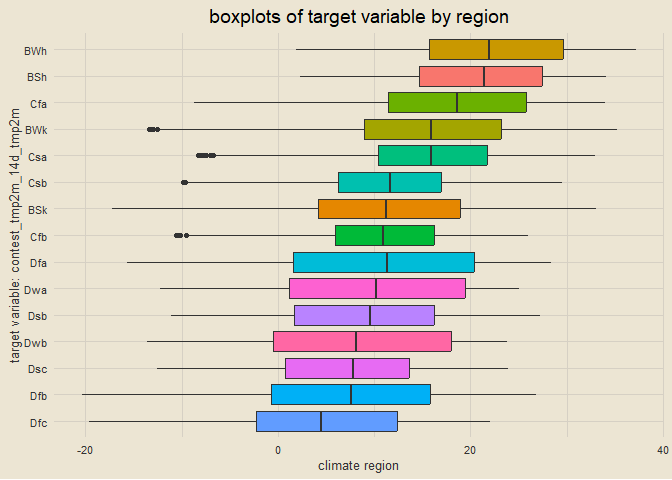 boxplots of target variable by region
target variable: contest_tmp2m_14d_tmp2m
BWh
BSh
Cfa
BWk
Csa
Csb
BSk
Cfb
Dfa
Dwa
Dsb
Dwb
Dsc
Dfb
Dfc
-20 0 20 40
climate region